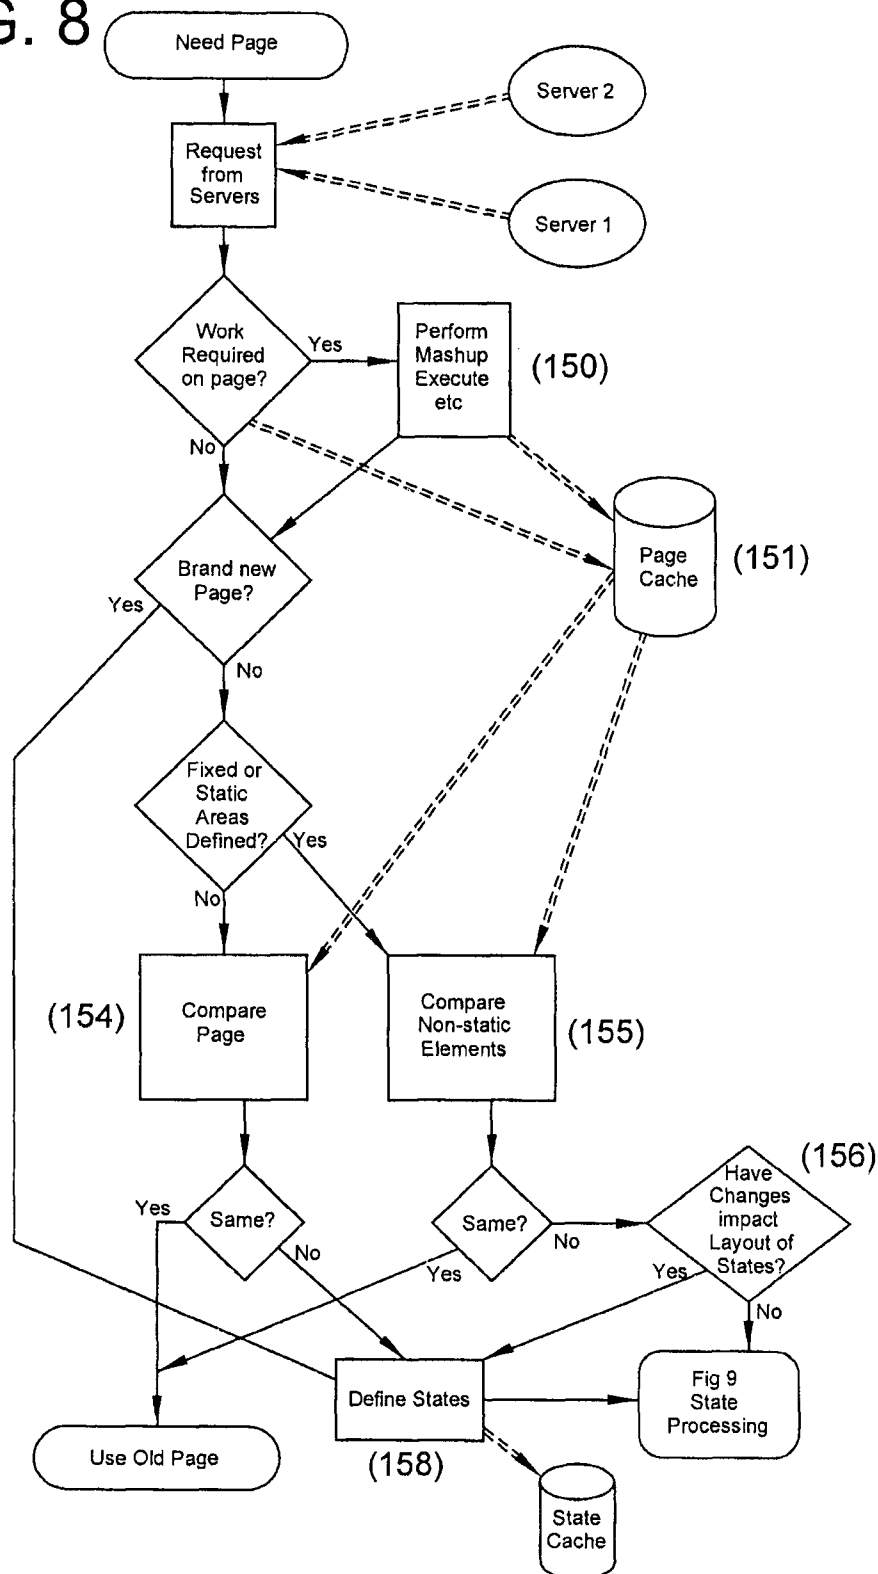 G. 8
Need Page
Server 2
Request
from
Servers
Server 1
Work
Required
on page?
Yes
Perform
Mashup
Execute
etc
(150)
No
Page
Cache
(151)
Brand new
Page?
Yes
No
Fixed or
Static
Areas
Defined?
Yes
No
(154)
Compare
Page
Compare
Non-static
Elements
(155)
(156)
Have
Changes
impact
Layout of
States?
Yes
Same?
No
Same?
No
Yes
Yes
No
Define States
(158)
Fig 9
State
Processing
Use Old Page
State
Cache